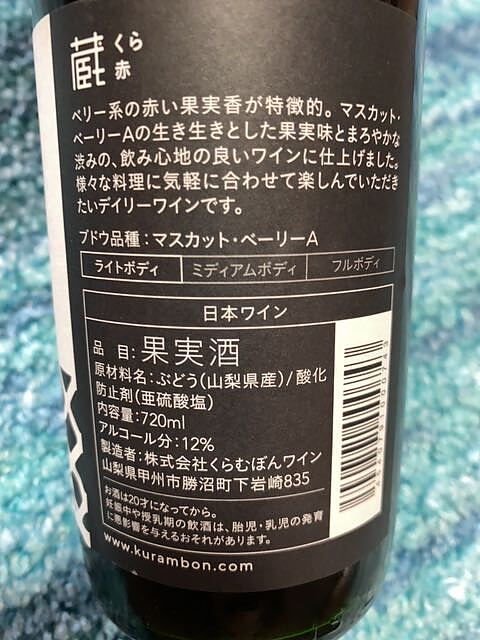 蔵 くら
赤
ベリー系の赤い果実香が特徴的。マスカット・
ベーリーAの生き生きとした果実味とまろやかな
渋みの、飲み心地の良いワインに仕上げました。
様々な料理に気軽に合わせて楽しんでいただき
たいデイリーワインです。
ブドウ品種：マスカット・ベーリーA
ライトボディ ミディアムボディ フルボディ
日本ワイン
品 目：果実酒
原材料名：ぶどう(山梨県産)/酸化
防止剤(亜硫酸塩)
内容量：720ml
アルコール分：12%
製造者：株式会社くらむぼんワイン
山梨県甲州市勝沼町下岩崎835
お酒は20才になってから。
妊娠中や授乳期の飲酒は、胎児・乳児の発育
に悪影響を与えるおそれがあります。
www.kurambon.com